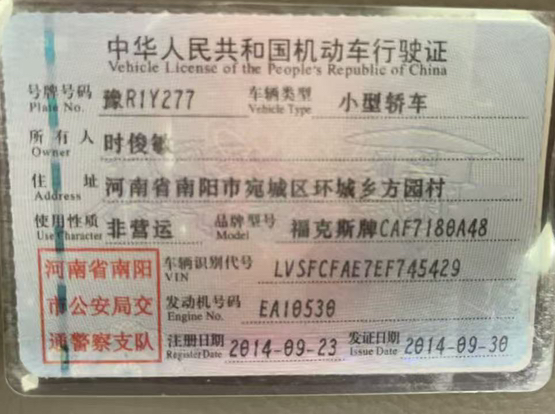 中华人民共和国机动车行驶证
Vehicle License of the People's Republic of China
号牌号码 豫R1Y277 车辆类型 小型轿车
Plate No. Vehicle Type
所有人 时俊敏
Owner
住址 河南省南阳市宛城区环城乡方园村
Address
使用性质 非营运 品牌型号 福克斯牌CAF7180A48
Use Character Model
河南省南阳
市公安局交
通警察支队
车辆识别代号 LVSFCFAE7EF745429
VIN
发动机号码 EA10530
Engine No.
注册日期 2014-09-23 发证日期 2014-09-30
Register Date Issue Date